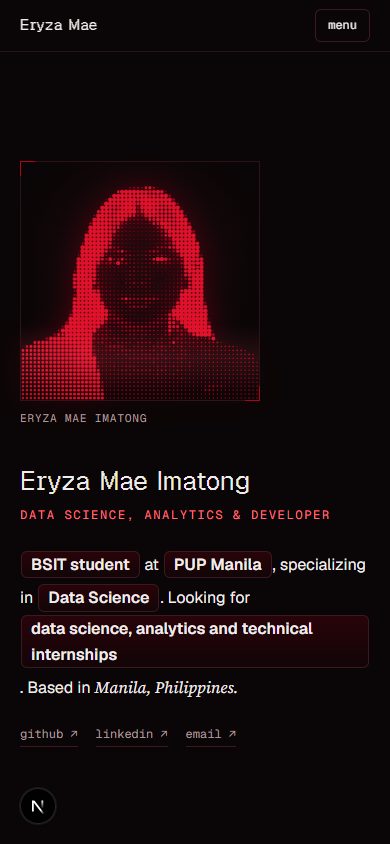 Eryza Mae
menu
ERYZA MAE IMATONG
Eryza Mae Imatong
DATA SCIENCE, ANALYTICS & DEVELOPER
BSIT student at PUP Manila, specializing
in Data Science. Looking for
data science, analytics and technical
internships
. Based in Manila, Philippines.
github ↗ linkedin ↗ email ↗
N